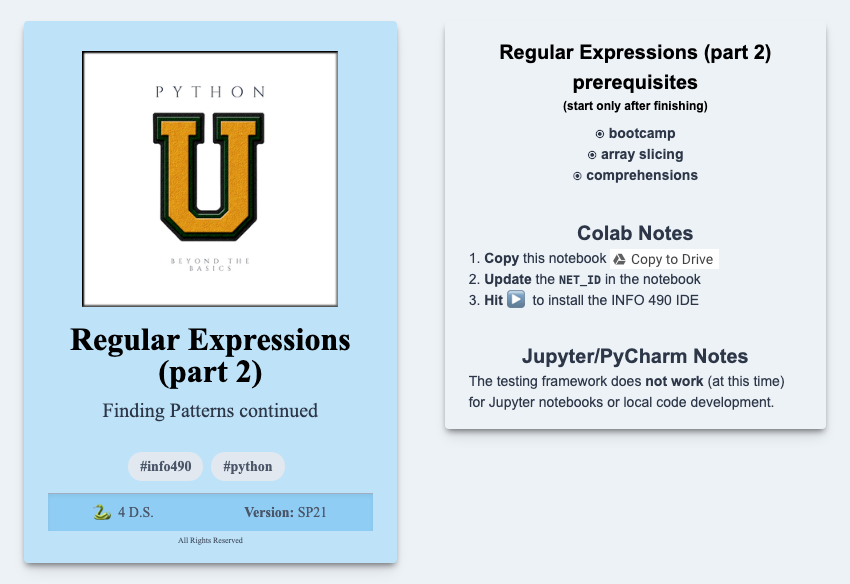 PYTHON
U
BEYOND THE
BASICS
Regular Expressions
(part 2)
Finding Patterns continued
#info490
#python
4 D.S.
Version: SP21
All Rights Reserved
Regular Expressions (part 2)
prerequisites
(start only after finishing)
bootcamp
array slicing
comprehensions
Colab Notes
1. Copy this notebook Copy to Drive
2. Update the NET_ID in the notebook
3. Hit to install the INFO 490 IDE
Jupyter/PyCharm Notes
The testing framework does not work (at this time)
for Jupyter notebooks or local code development.